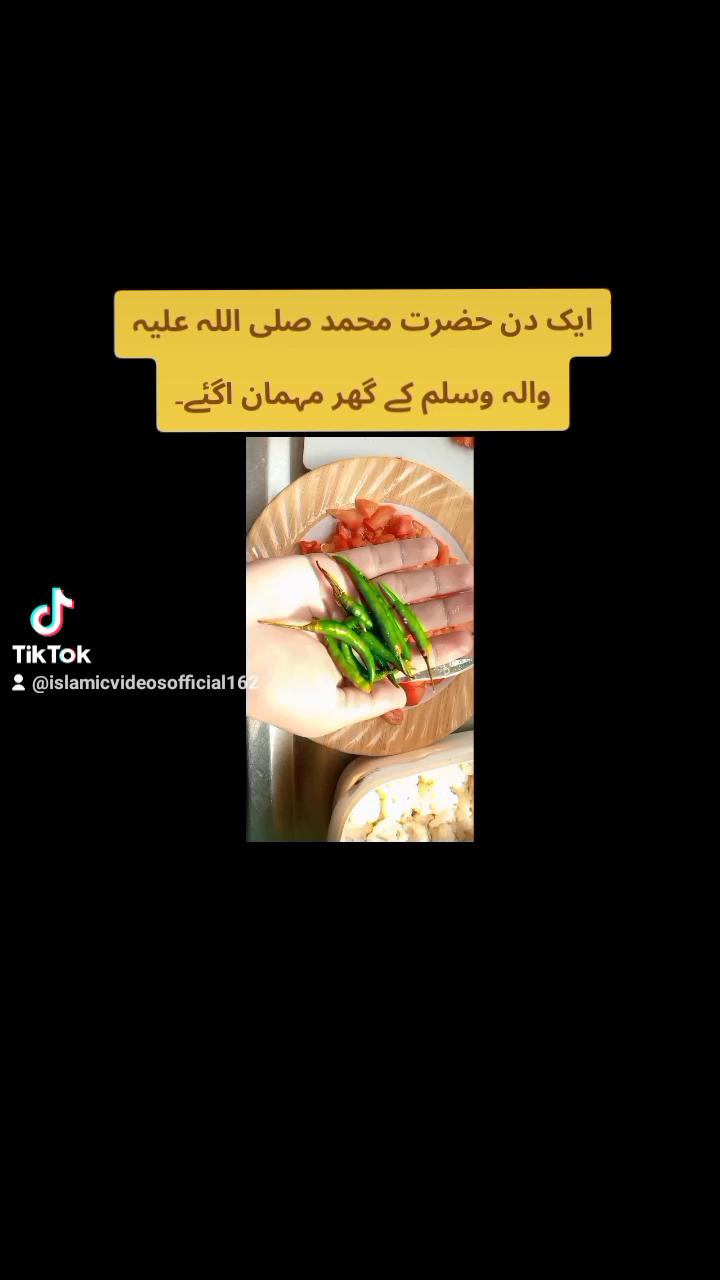 ایک دن حضرت محمد صلی اللہ علیہ
والہ وسلم کے گھر مہمان اگئے۔
TikTok
@islamicvideosofficial162